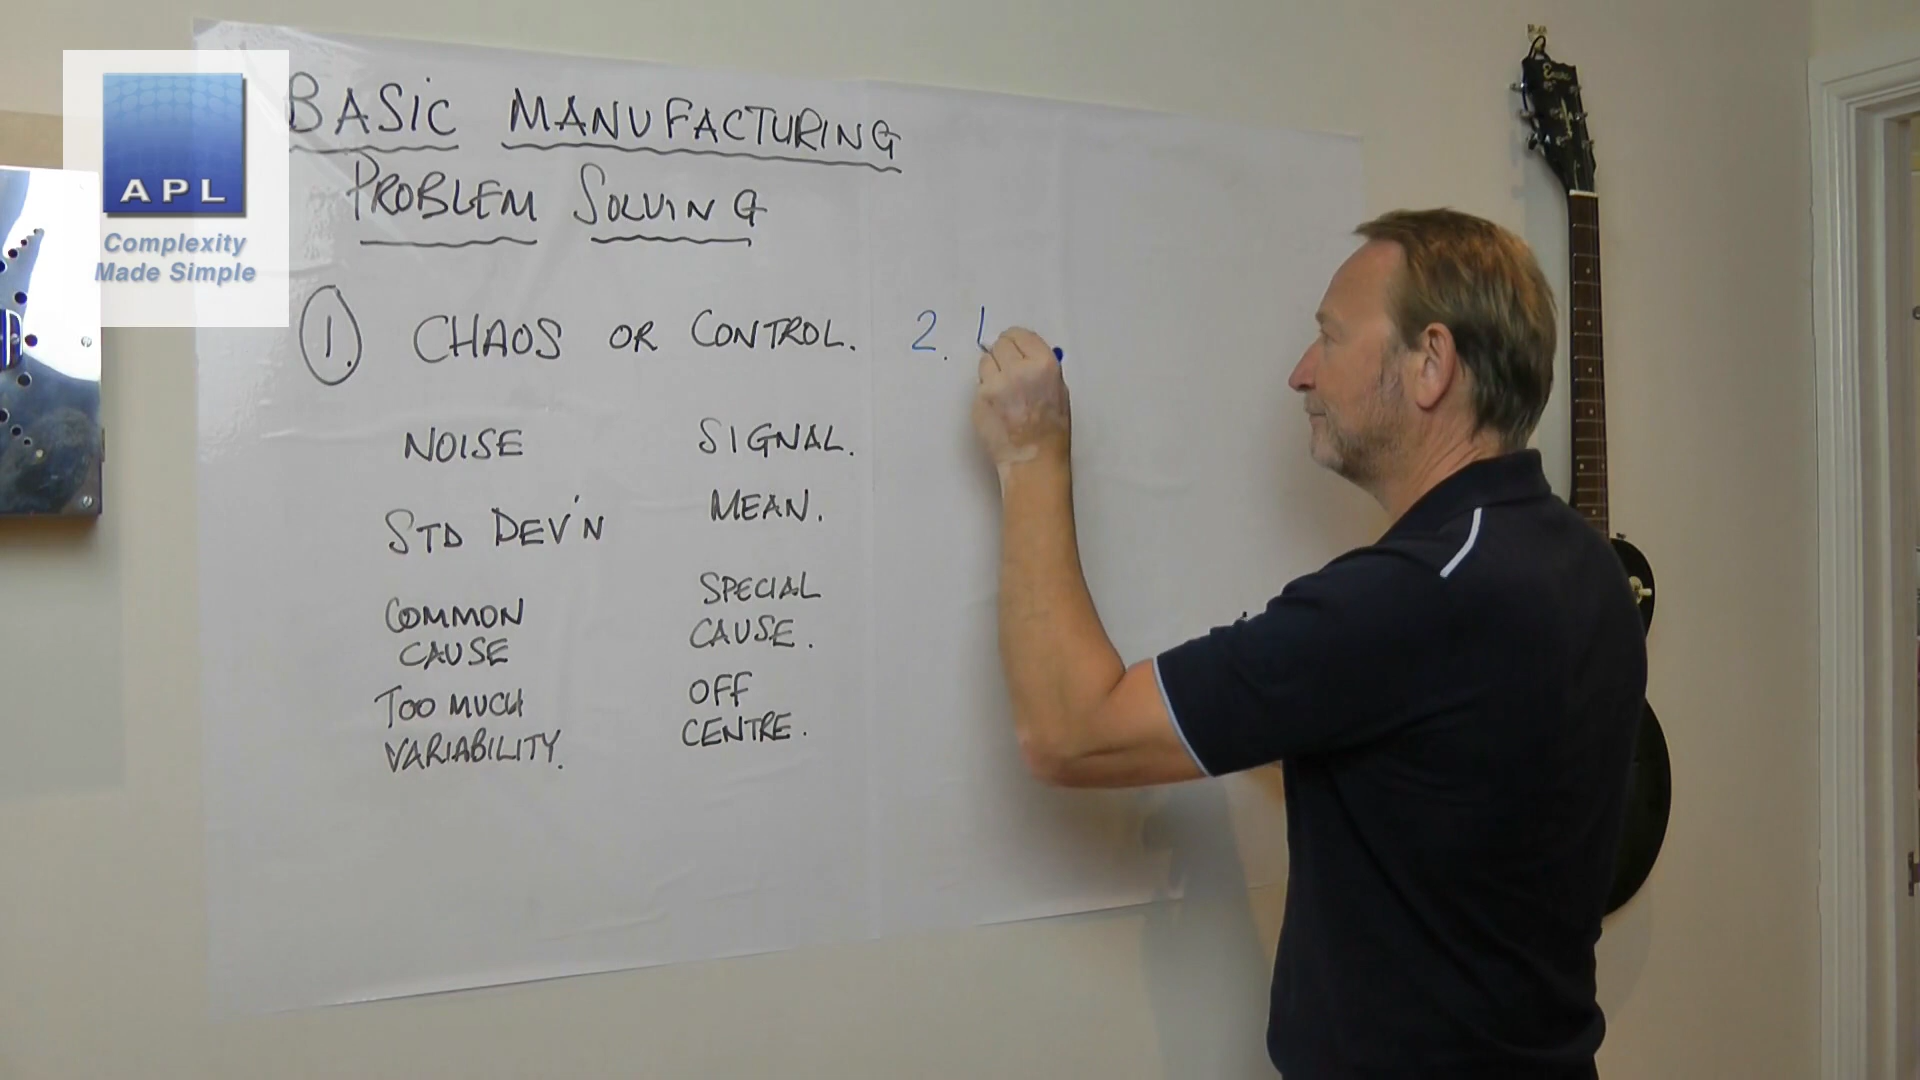 APL
Complexity
Made Simple
BASIC MANUFACTURING
PROBLEM SOLVING
1. CHAOS OR CONTROL.
2.
NOISE
SIGNAL.
STD DEV'N
MEAN.
COMMON
CAUSE
SPECIAL
CAUSE.
TOO MUCH
VARIABILITY.
OFF
CENTRE.